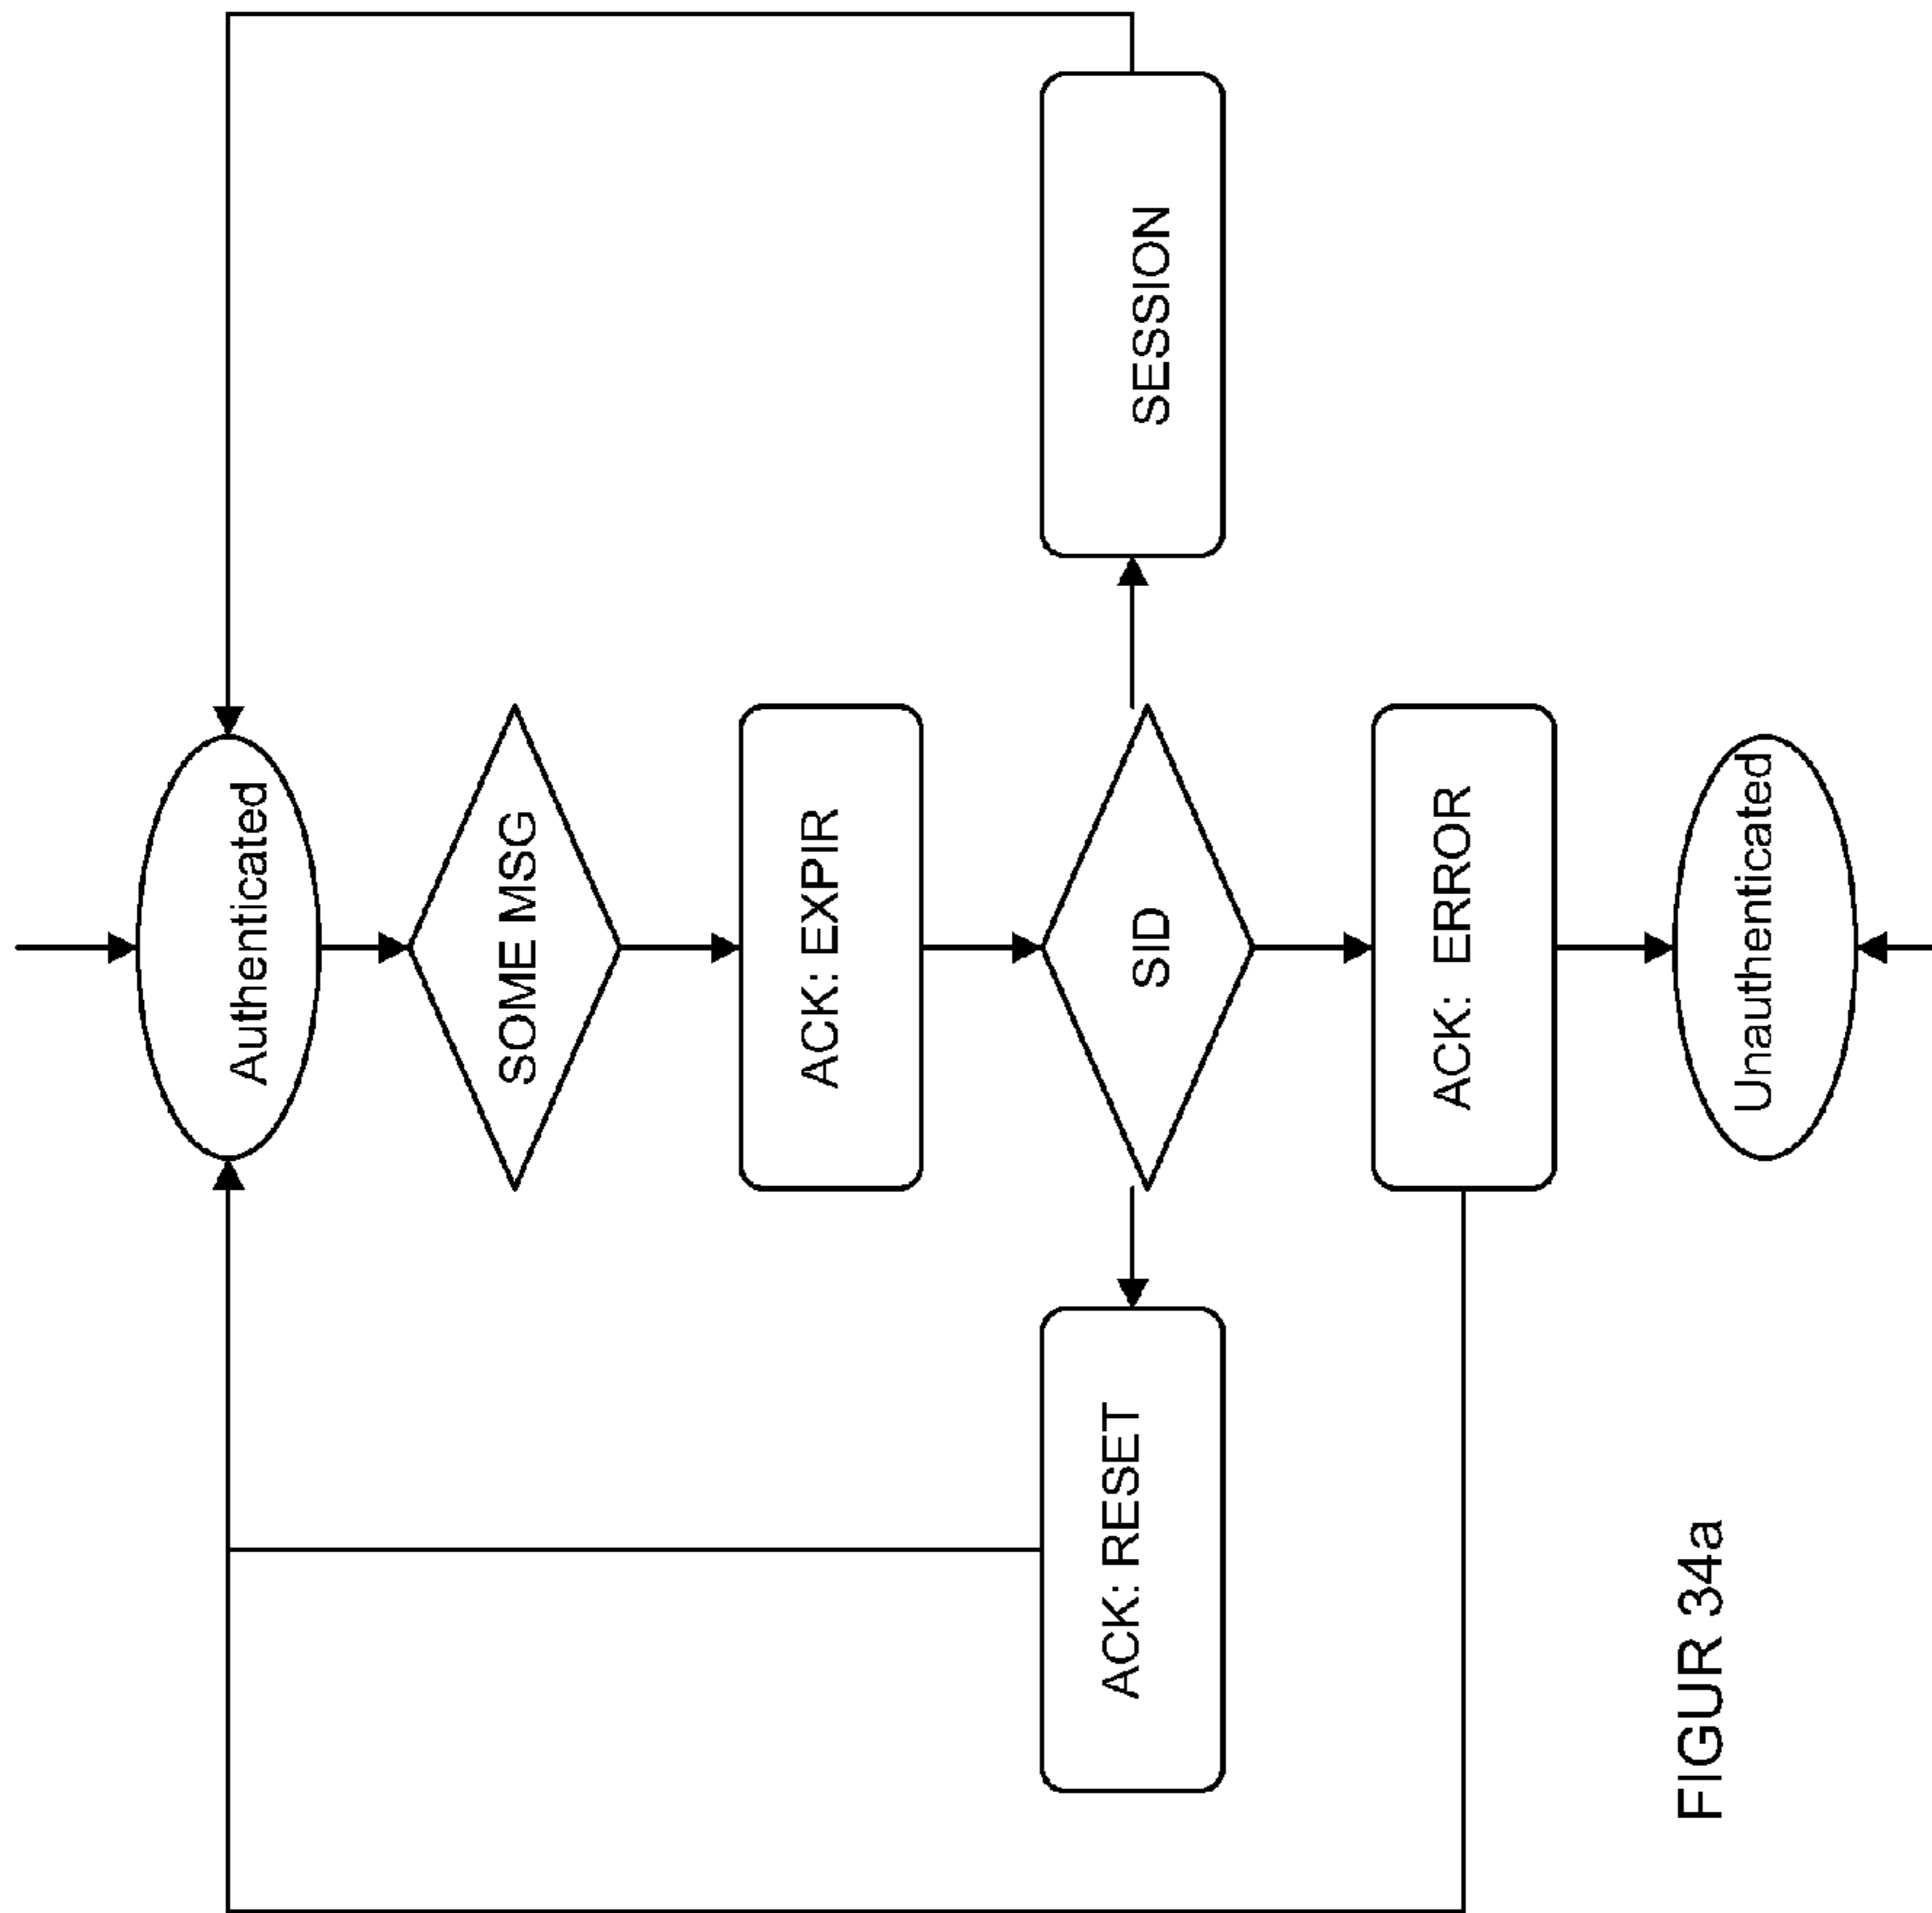 Authenticated
SOME MSG
ACK: EXPIR
SID
SESSION
ACK: RESET
ACK: ERROR
Unauthenticated
FIGUR 34a